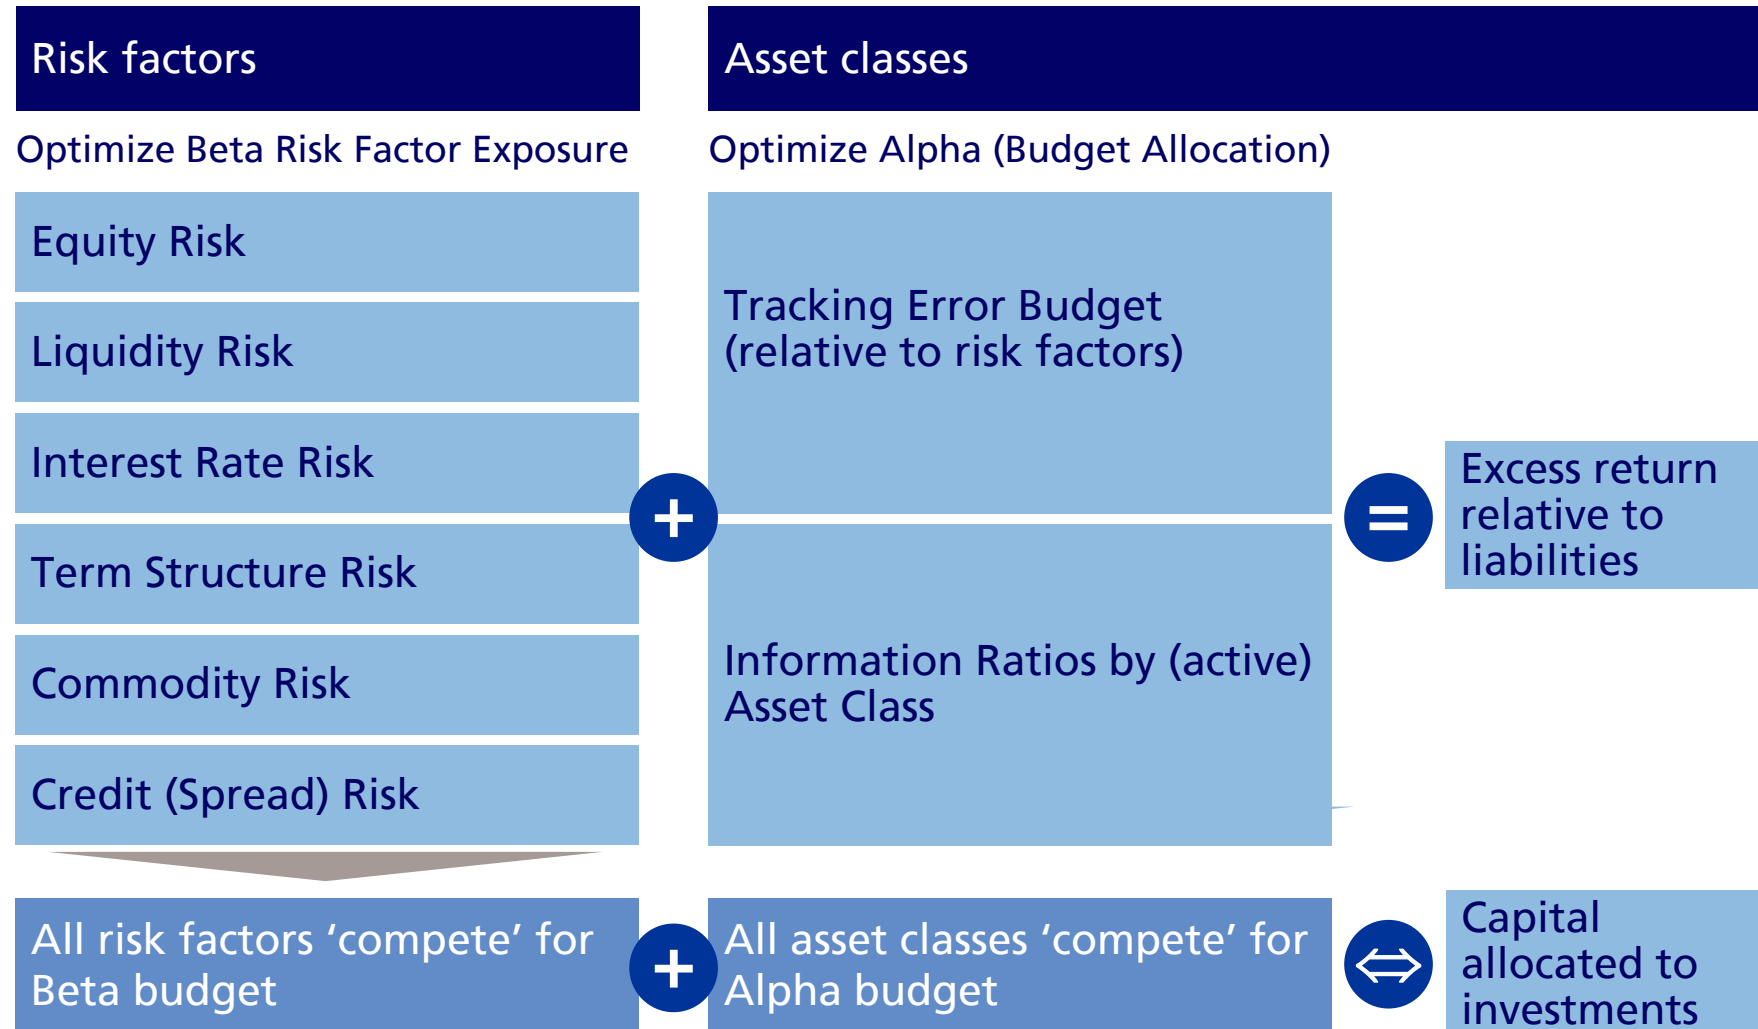 Risk factors
Asset classes
Optimize Beta Risk Factor Exposure
Optimize Alpha (Budget Allocation)
Equity Risk
Liquidity Risk
Interest Rate Risk
Term Structure Risk
Commodity Risk
Credit (Spread) Risk
+
Tracking Error Budget
(relative to risk factors)
Information Ratios by (active)
Asset Class
=
Excess return
relative to
liabilities
All risk factors ‘compete’ for
Beta budget
+
All asset classes ‘compete’ for
Alpha budget
⇔
Capital
allocated to
investments